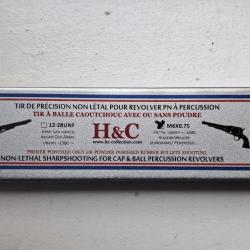 TIR DE PRÉCISION NON LÉTAL POUR REVOLVER PN À PERCUSSION
TIR À BALLE CAOUTCHOUC AVEC OU SANS POUDRE
12-28UNF
H&C
M6X0.75
www.hc-collection.com
PRIMER POWERED ONLY OR POWDER POWERED RUBBER BULLETS SHOOTING
NON-LETHAL SHARPSHOOTING FOR CAP & BALL PERCUSSION REVOLVERS